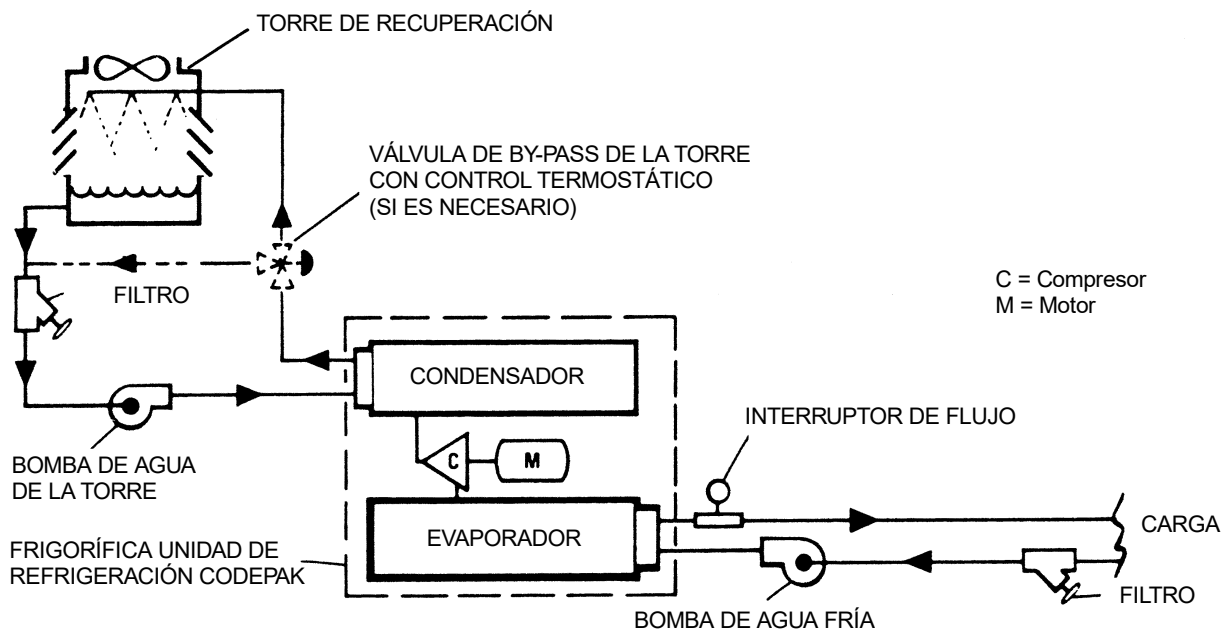 TORRE DE RECUPERACIÓN
VÁLVULA DE BY-PASS DE LA TORRE
CON CONTROL TERMOSTÁTICO
(SI ES NECESARIO)
FILTRO
C = Compresor
M = Motor
CONDENSADOR
INTERRUPTOR DE FLUJO
C
M
BOMBA DE AGUA
DE LA TORRE
EVAPORADOR
CARGA
FRIGORÍFICA UNIDAD DE
REFRIGERACIÓN CODEPAK
FILTRO
BOMBA DE AGUA FRÍA